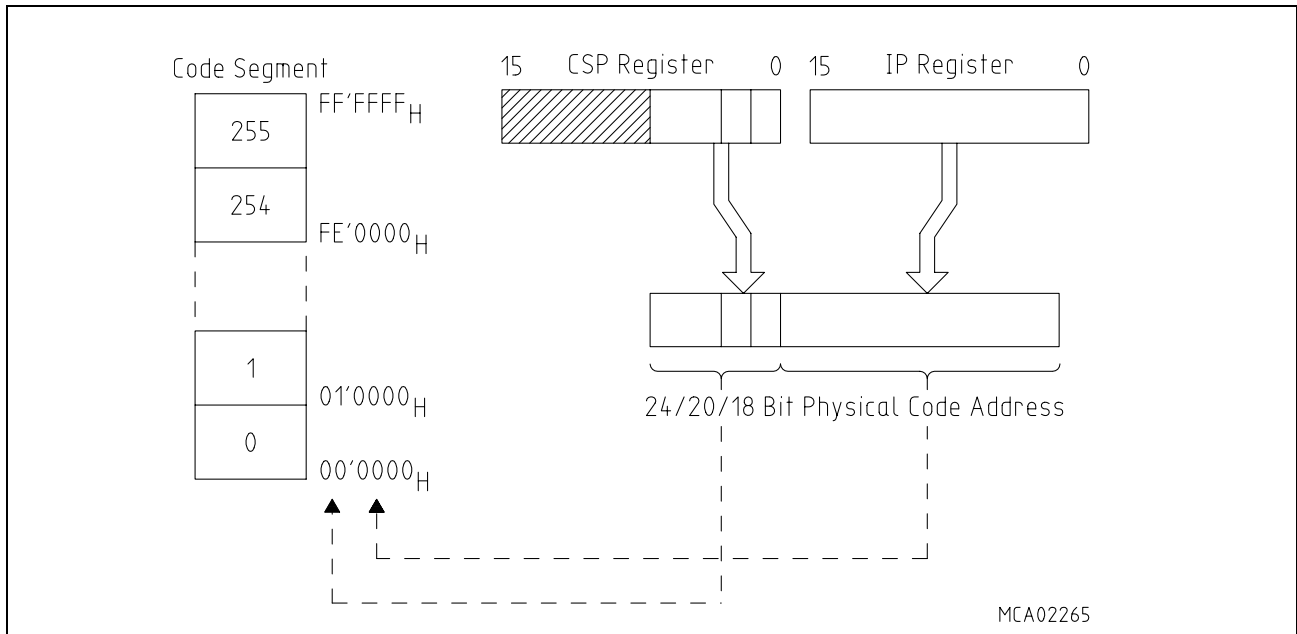 Code Segment
255
254
1
0
FF'FFFFH
FE'0000H
01'0000H
00'0000H
15 CSP Register 0
15 IP Register 0
24/20/18 Bit Physical Code Address
MCA02265